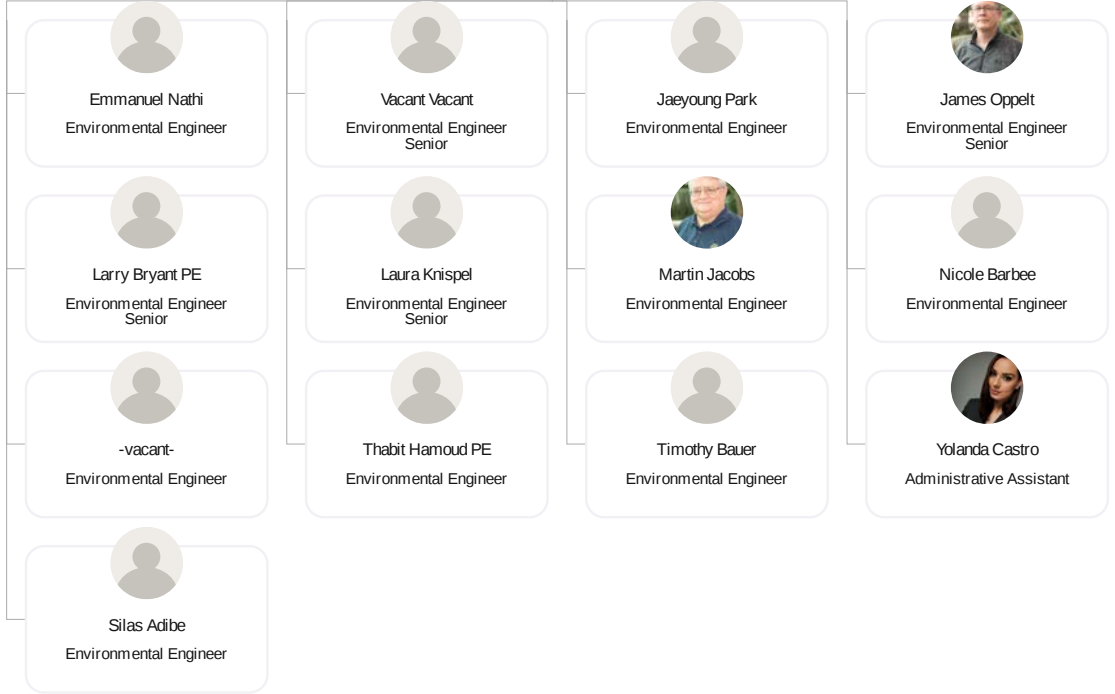 Emmanuel Nathi
Environmental Engineer
Vacant Vacant
Environmental Engineer
Senior
Jaeyoung Park
Environmental Engineer
James Oppelt
Environmental Engineer
Senior
Larry Bryant PE
Environmental Engineer
Senior
Laura Knispel
Environmental Engineer
Senior
Martin Jacobs
Environmental Engineer
Nicole Barbee
Environmental Engineer
-vacant-
Environmental Engineer
Thabit Hamoud PE
Environmental Engineer
Timothy Bauer
Environmental Engineer
Yolanda Castro
Administrative Assistant
Silas Adibe
Environmental Engineer